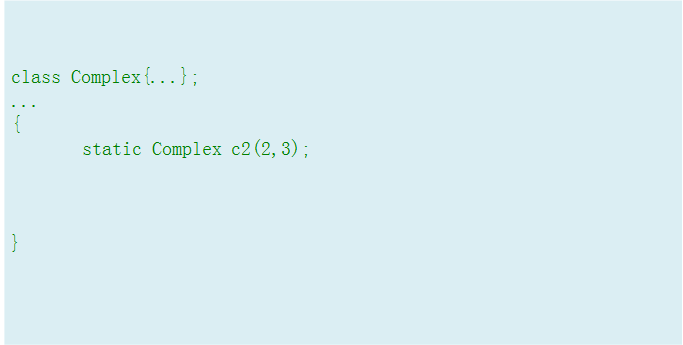 class Complex{...};
...
{
static Complex c2(2,3);
}